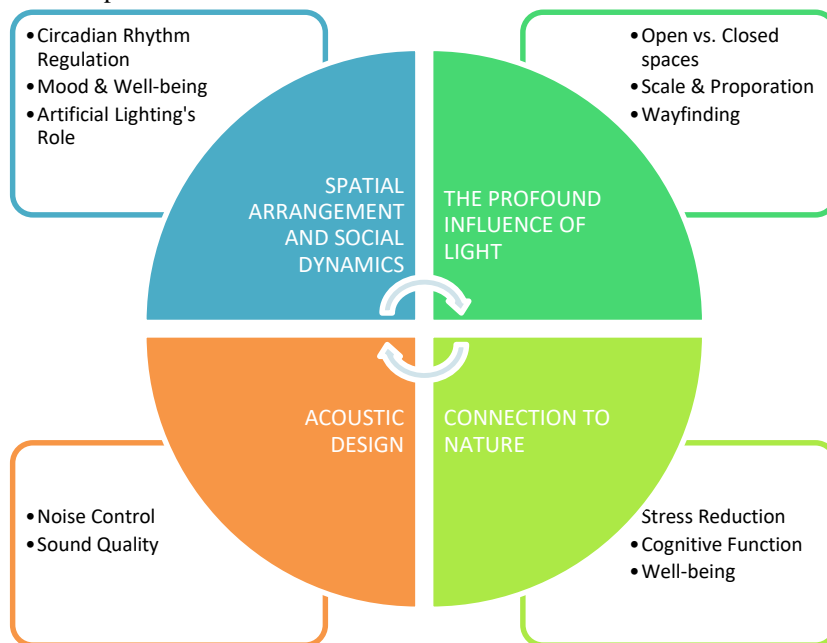 •Circadian Rhythm
Regulation
•Mood & Well-being
•Artificial Lighting's
Role
•Open vs. Closed
spaces
•Scale & Proporation
•Wayfinding
SPATIAL
ARRANGEMENT
AND SOCIAL
DYNAMICS
THE PROFOUND
INFLUENCE OF
LIGHT
ACOUSTIC
DESIGN
CONNECTION TO
NATURE
•Noise Control
•Sound Quality
Stress Reduction
•Cognitive Function
•Well-being